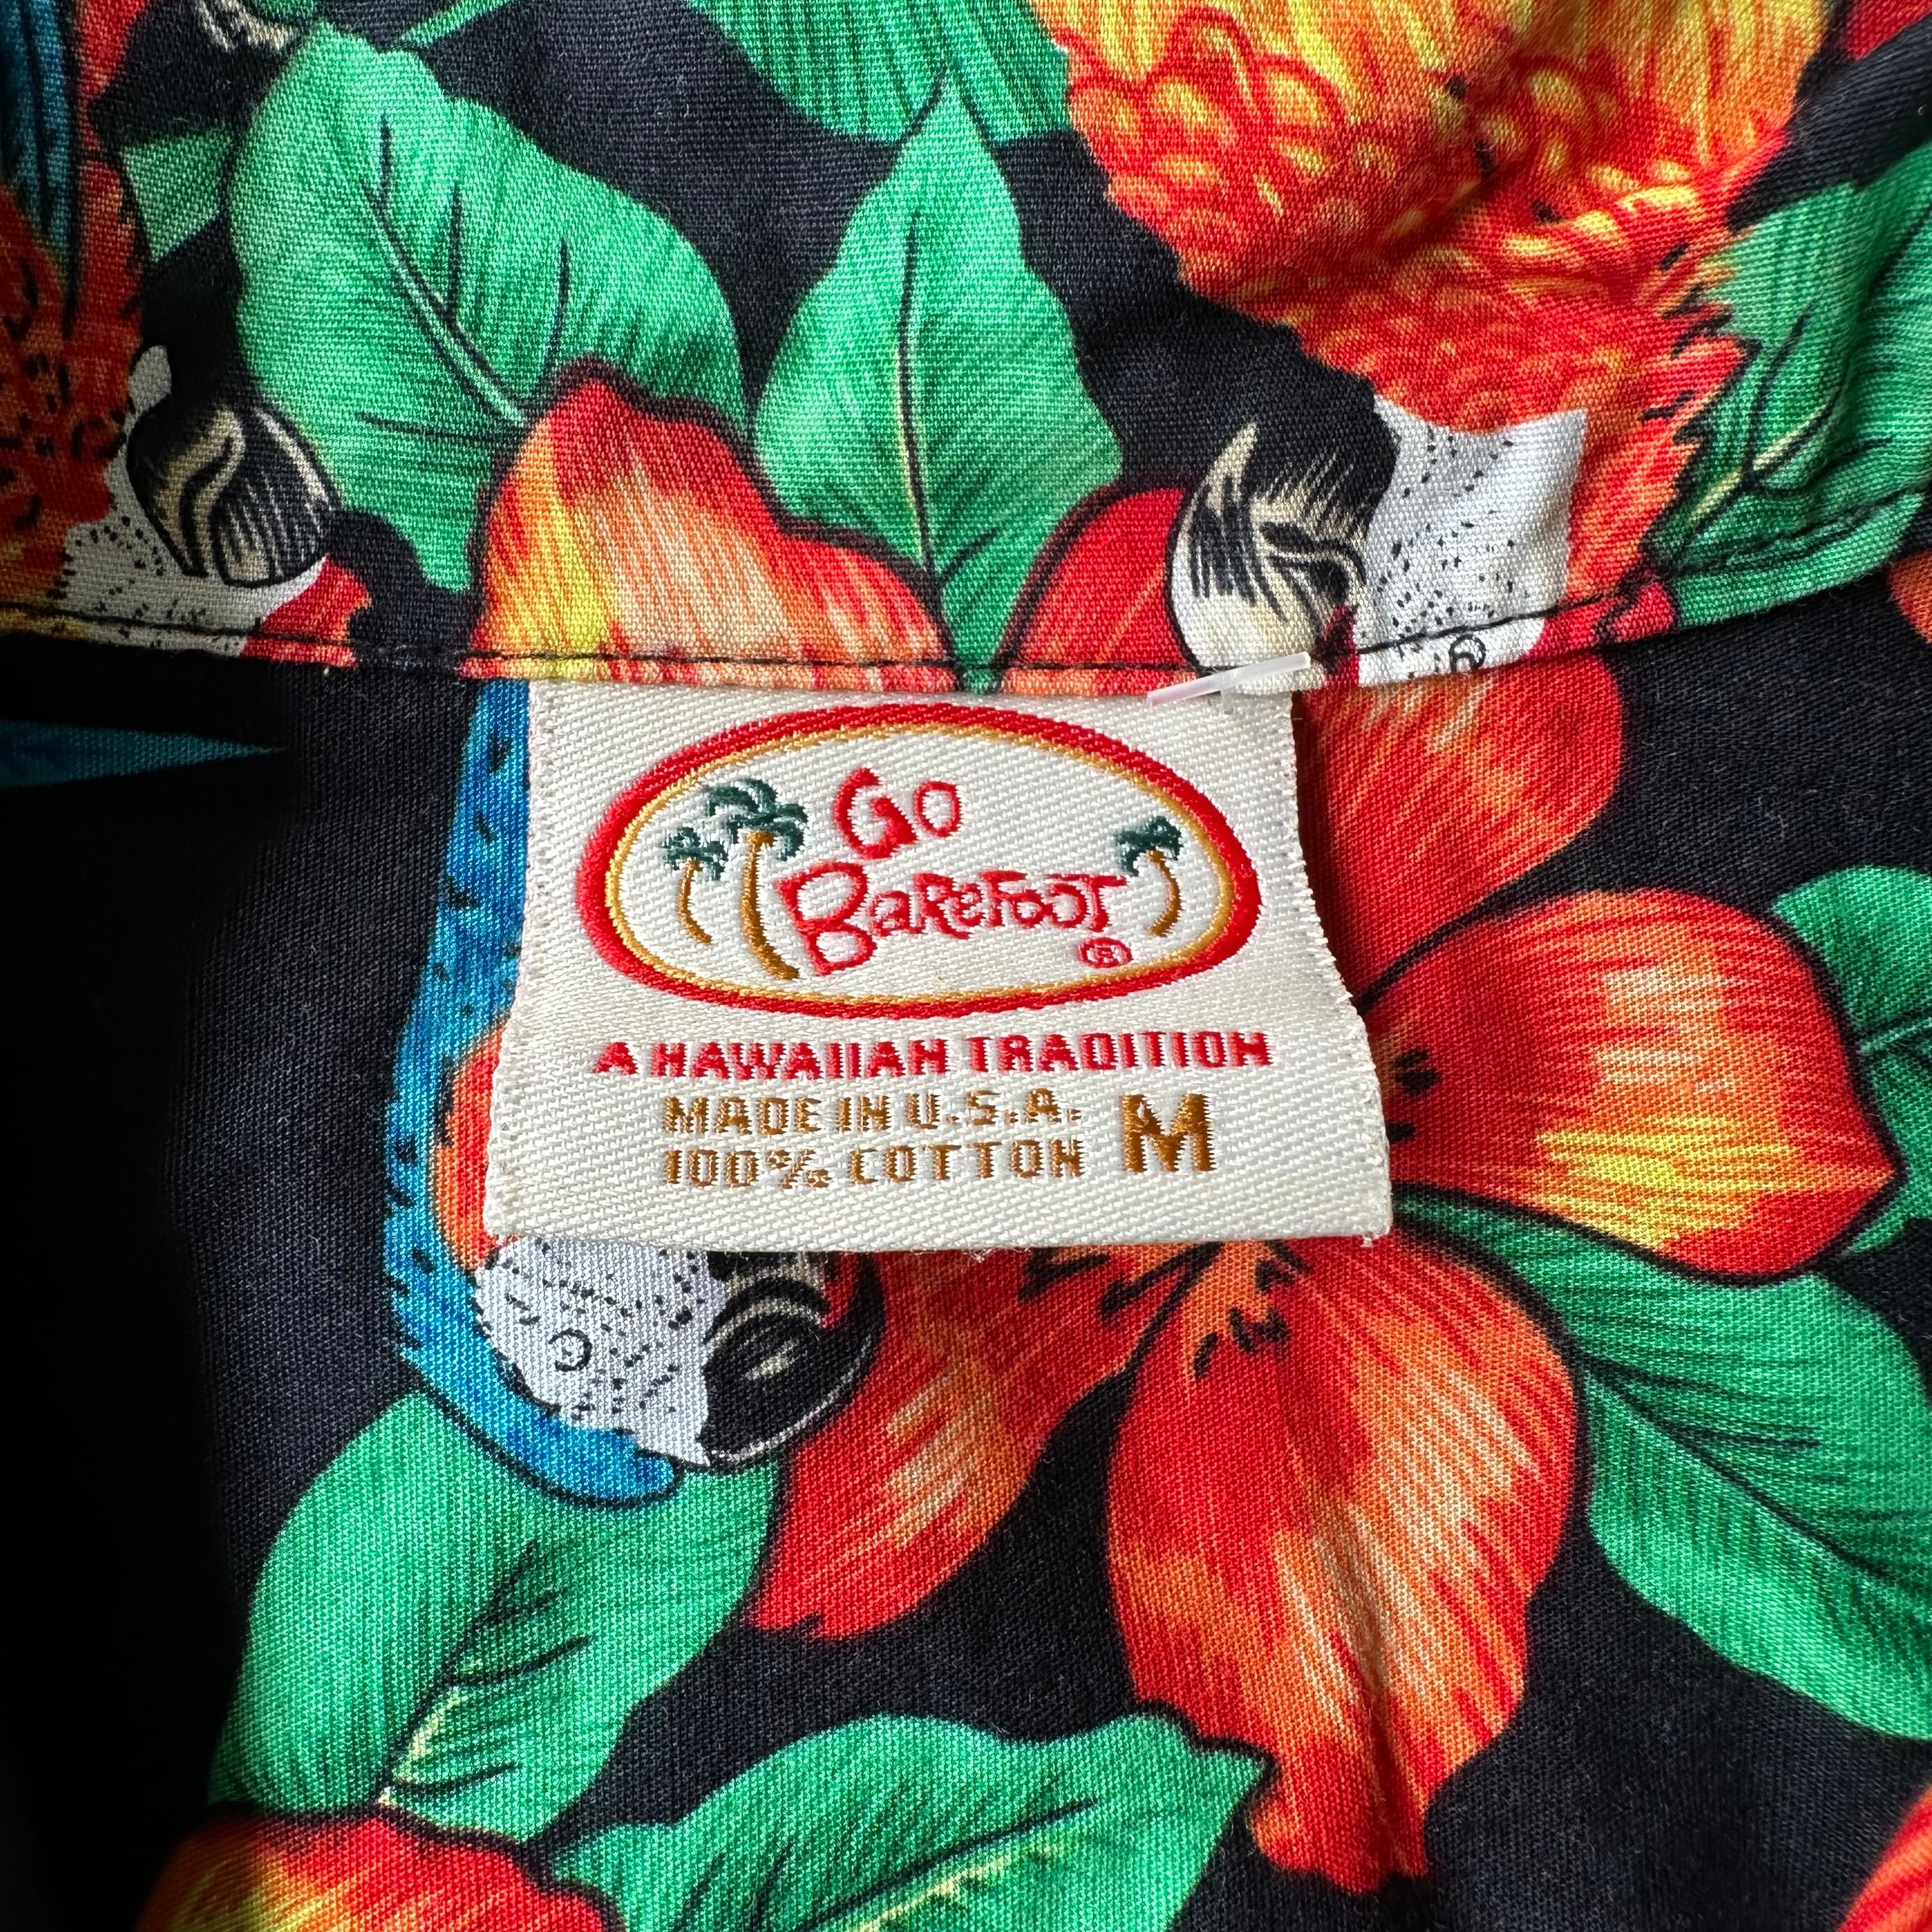 Go
BaReFooT
®
A HAWAIIAN TRADITION
MADE IN U.S.A.
100% COTTON
M